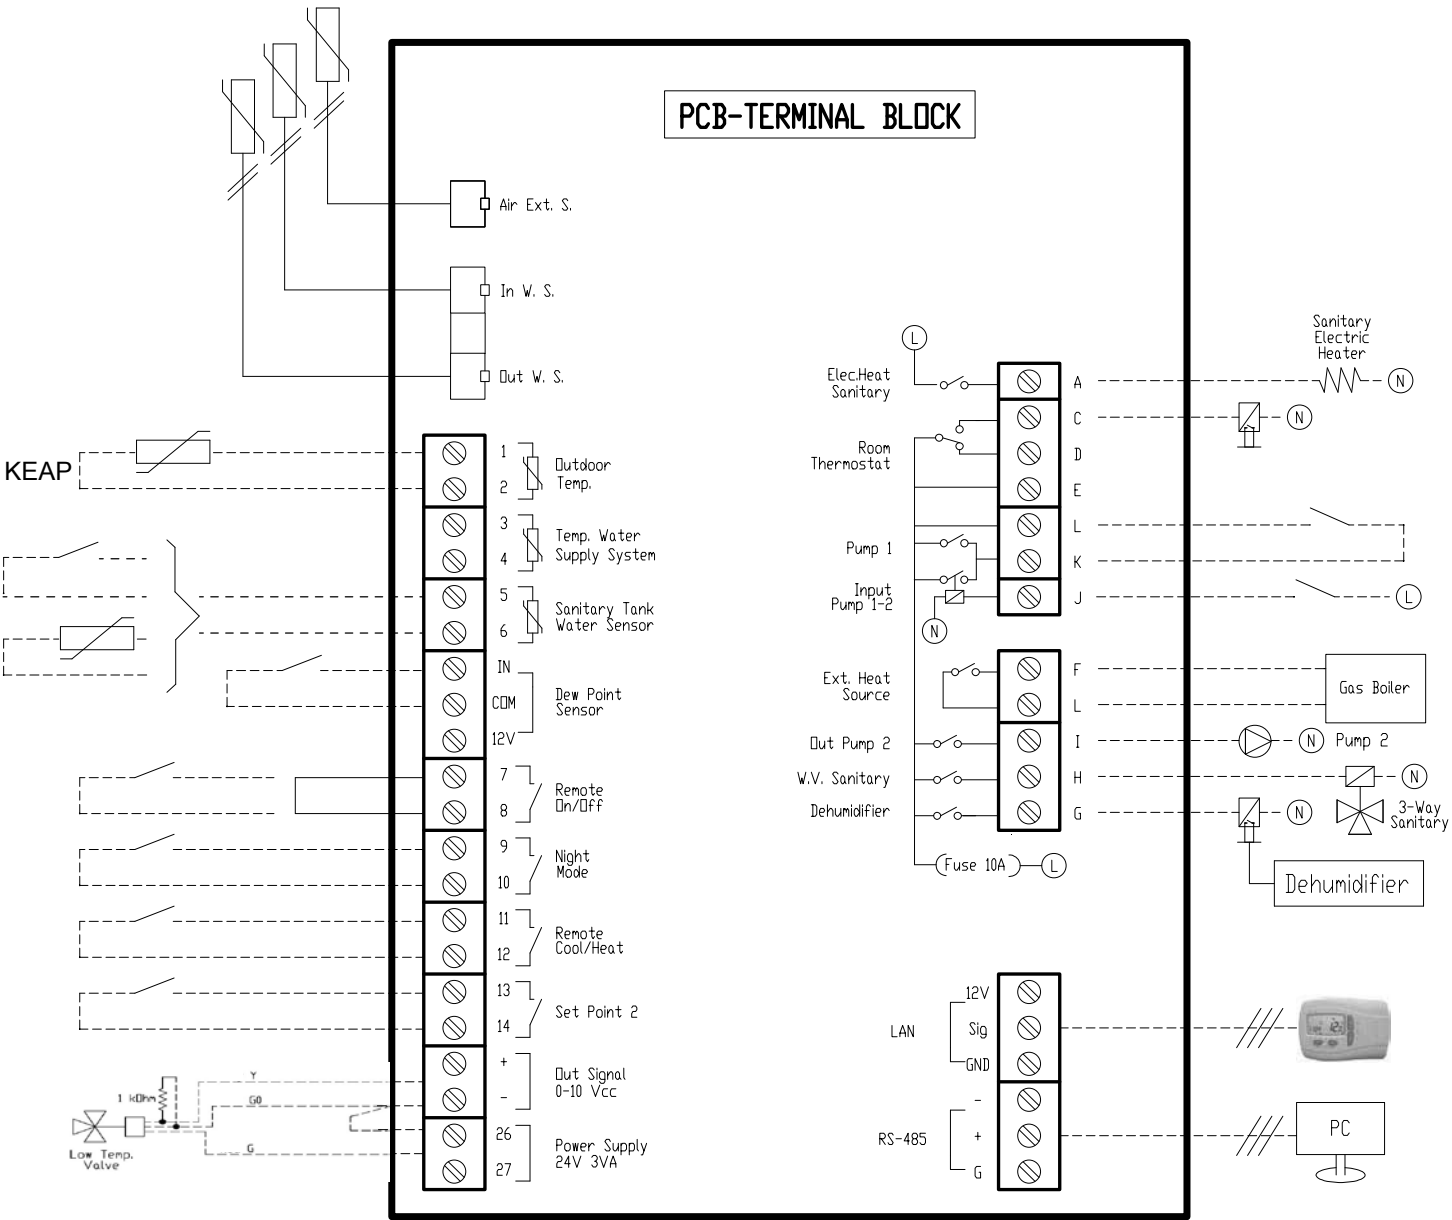 PCB-TERMINAL BLOCK
Air Ext. S.
In W. S.
Out W. S.
KEAP
1
2
Outdoor
Temp.
3
4
Temp. Water
Supply System
5
6
Sanitary Tank
Water Sensor
IN
COM
12V
Dew Point
Sensor
7
8
Remote
On/Off
9
10
Night
Mode
11
12
Remote
Cool/Heat
13
14
Set Point 2
+
-
Out Signal
0-10 Vcc
26
27
Power Supply
24V 3VA
Y
1 kOhm
G0
G
Low Temp.
Valve
L
Elec.Heat
Sanitary
Room
Thermostat
Pump 1
Input
Pump 1-2
N
Ext. Heat
Source
Out Pump 2
W.V. Sanitary
Dehumidifier
Fuse 10A
L
A
C
D
E
L
K
J
F
L
I
H
G
Sanitary
Electric
Heater
N
N
L
Gas Boiler
N
Pump 2
N
3-Way
Sanitary
N
Dehumidifier
LAN
12V
Sig
GND
RS-485
-
+
G
PC